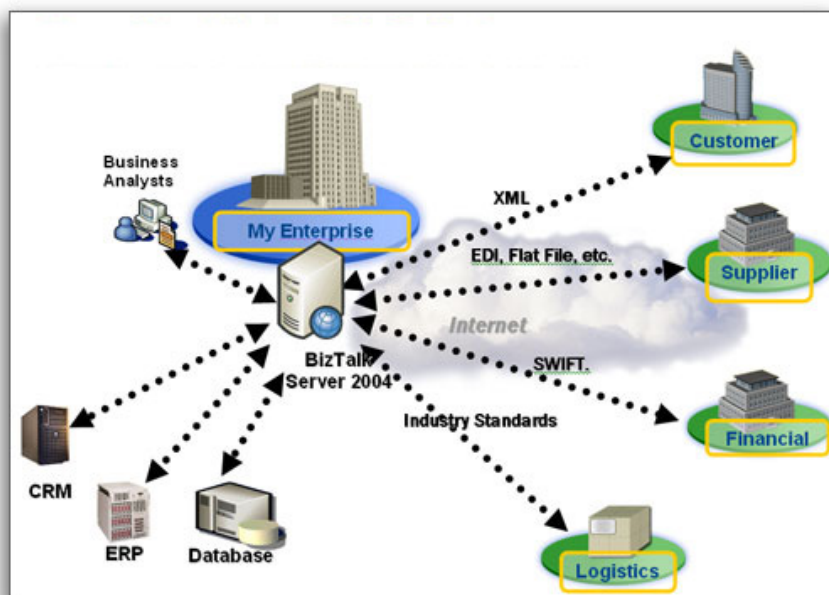 Customer
Business
Analysts
XML
My Enterprise
EDI, Flat File, etc.
Supplier
Internet
BizTalk
Server 2004
SWIFT.
Industry Standards
Financial
CRM
ERP
Database
Logistics